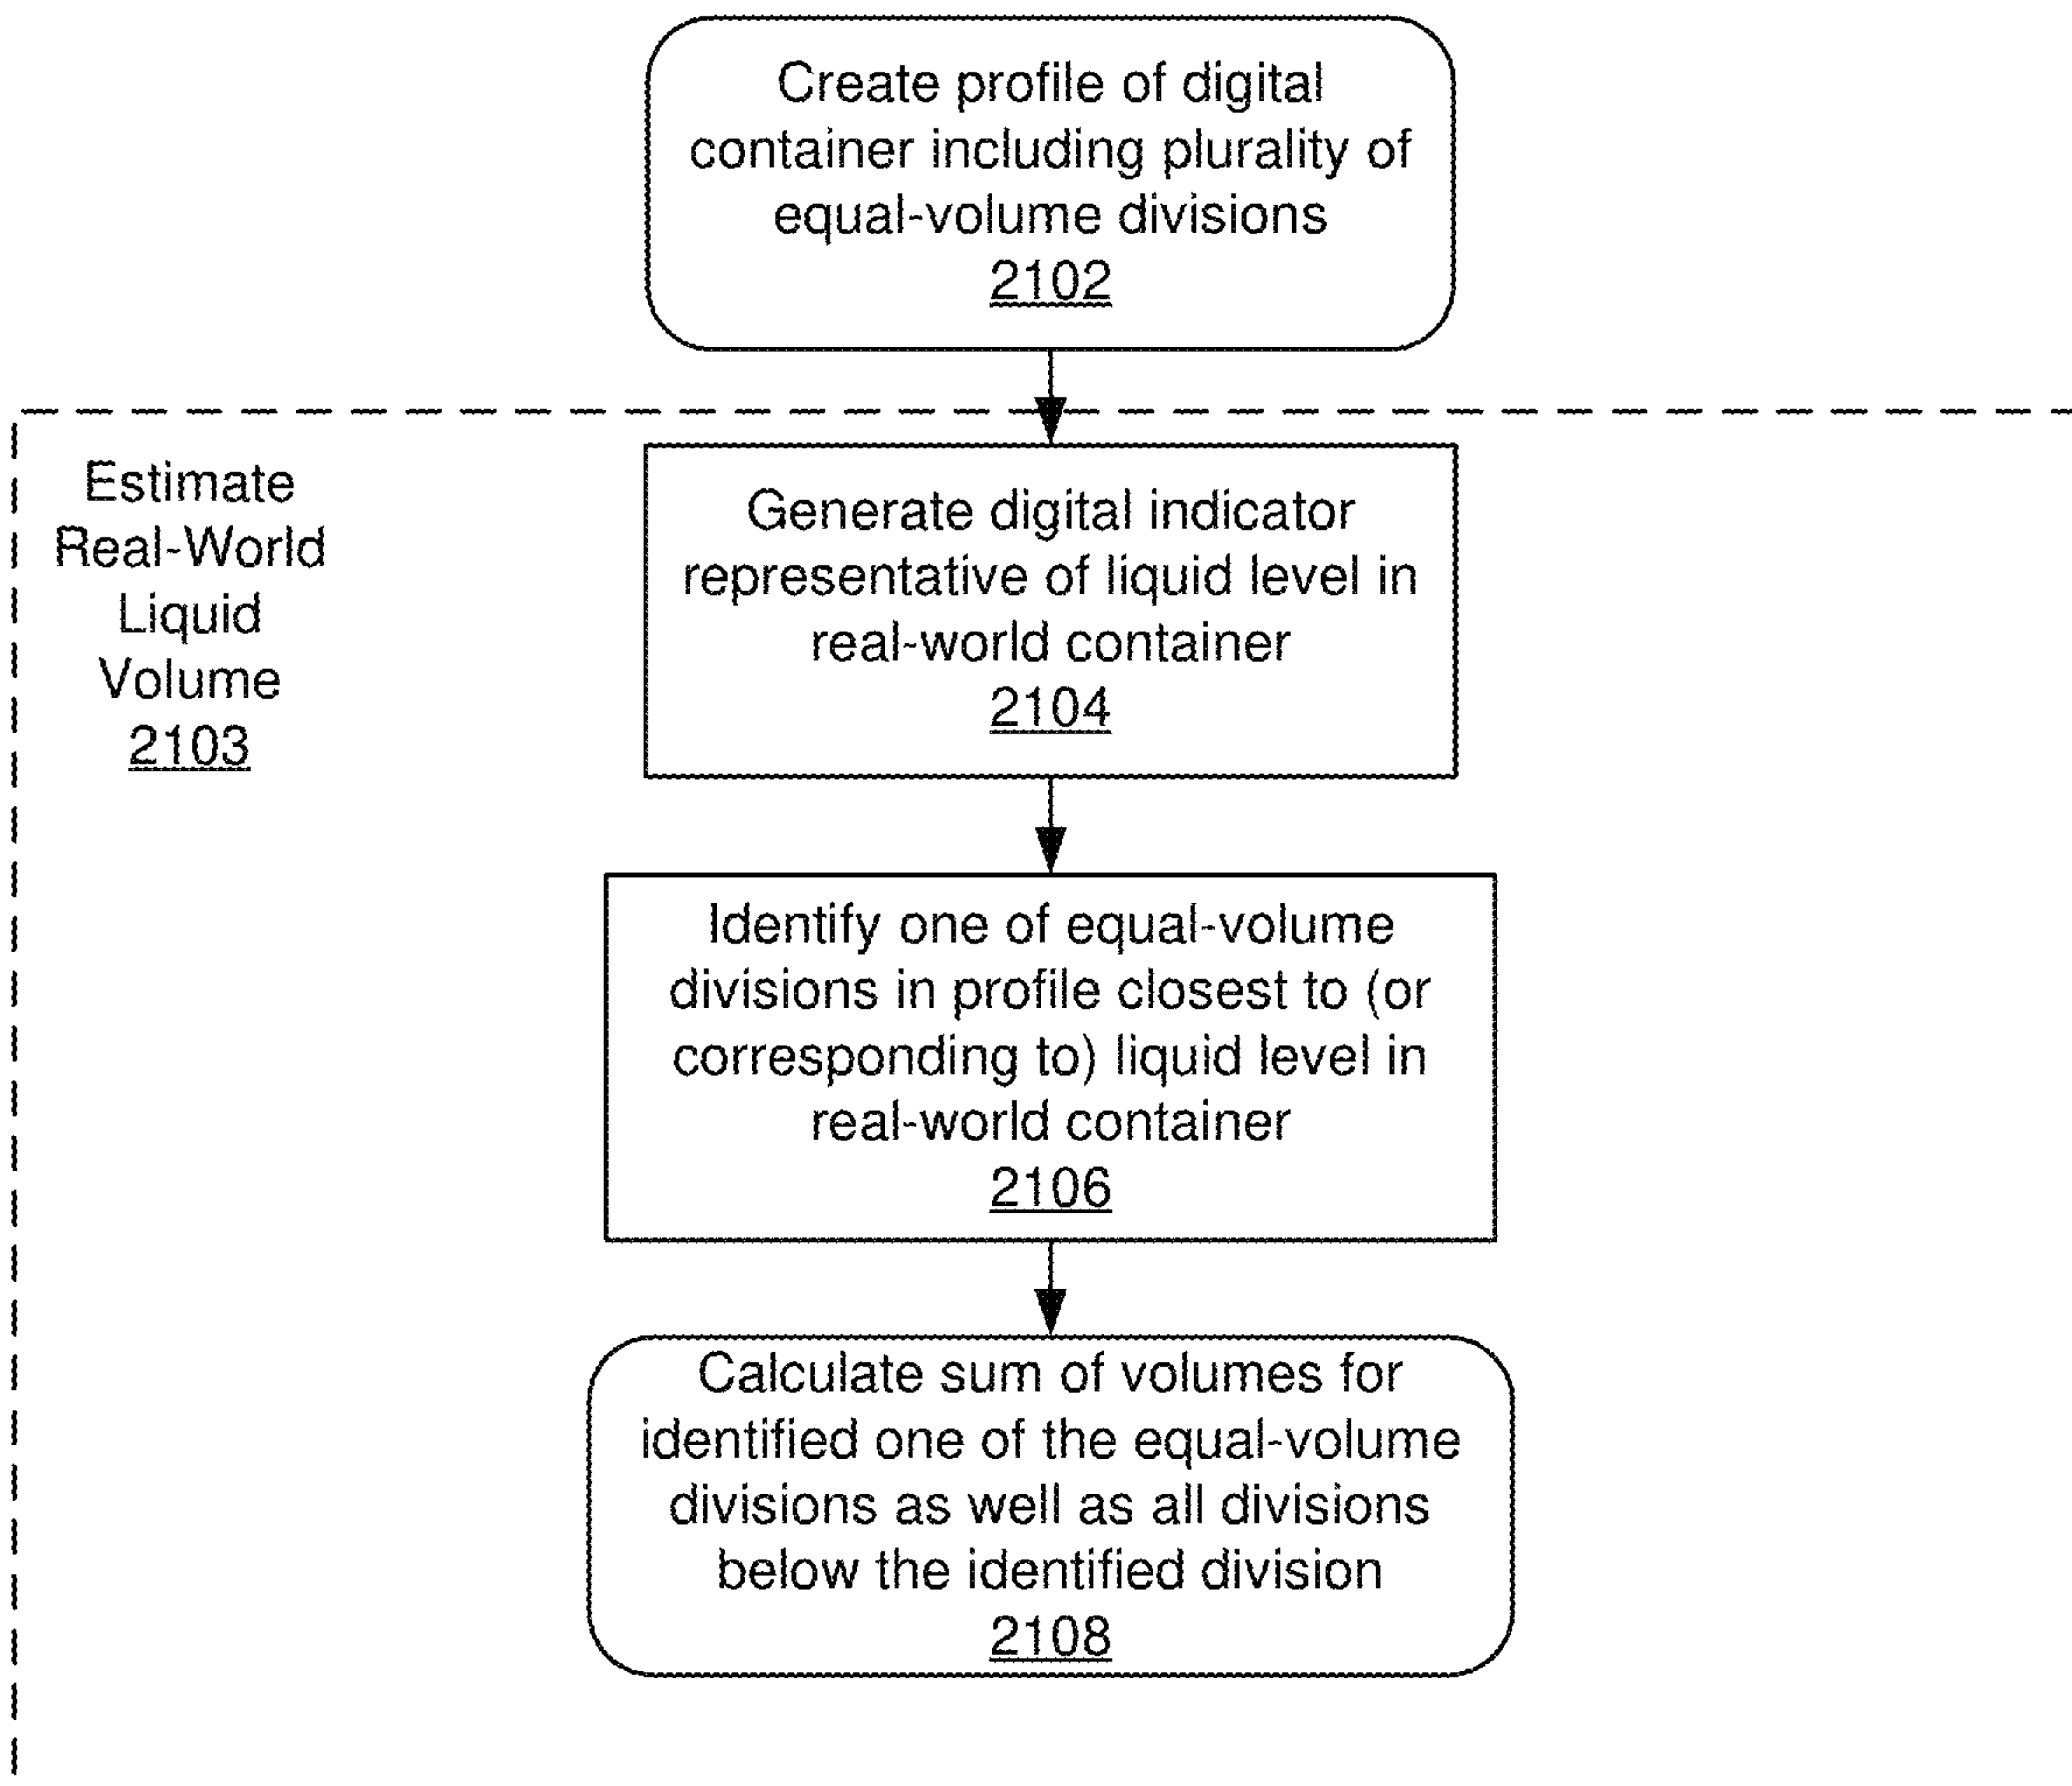 Create profile of digital
container including plurality of
equal-volume divisions
2102
Estimate
Real-World
Liquid
Volume
2103
Generate digital indicator
representative of liquid level in
real-world container
2104
Identify one of equal-volume
divisions in profile closest to (or
corresponding to) liquid level in
real-world container
2106
Calculate sum of volumes for
identified one of the equal-volume
divisions as well as all divisions
below the identified division
2108